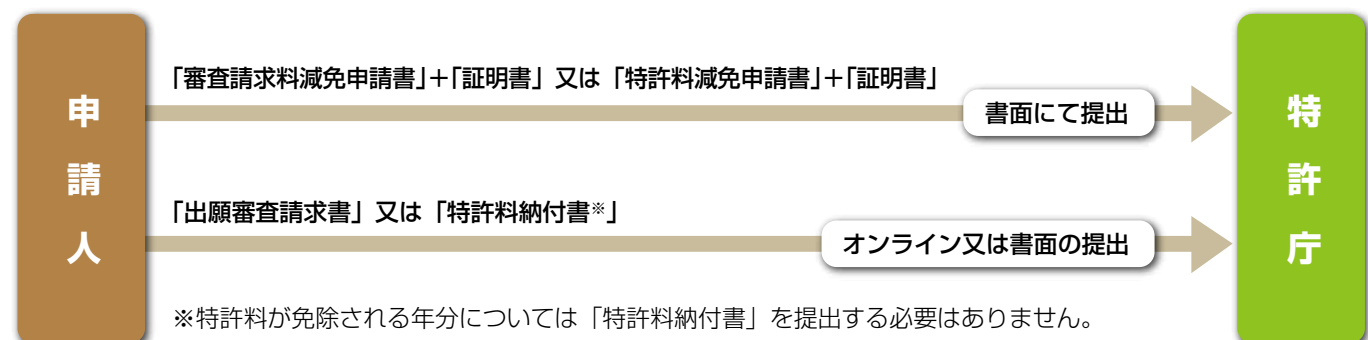 申請人
「審査請求料減免申請書」+「証明書」又は「特許料減免申請書」+「証明書」
書面にて提出
「出願審査請求書」又は「特許料納付書※」
オンライン又は書面の提出
※特許料が免除される年分については「特許料納付書」を提出する必要はありません。
特許庁